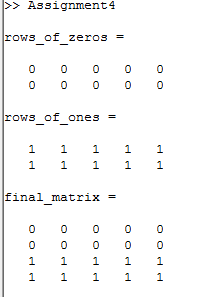 >> Assignment4
rows_of_zeros =
0 0 0 0 0
0 0 0 0 0
rows_of_ones =
1 1 1 1 1
1 1 1 1 1
final_matrix =
0 0 0 0 0
0 0 0 0 0
1 1 1 1 1
1 1 1 1 1